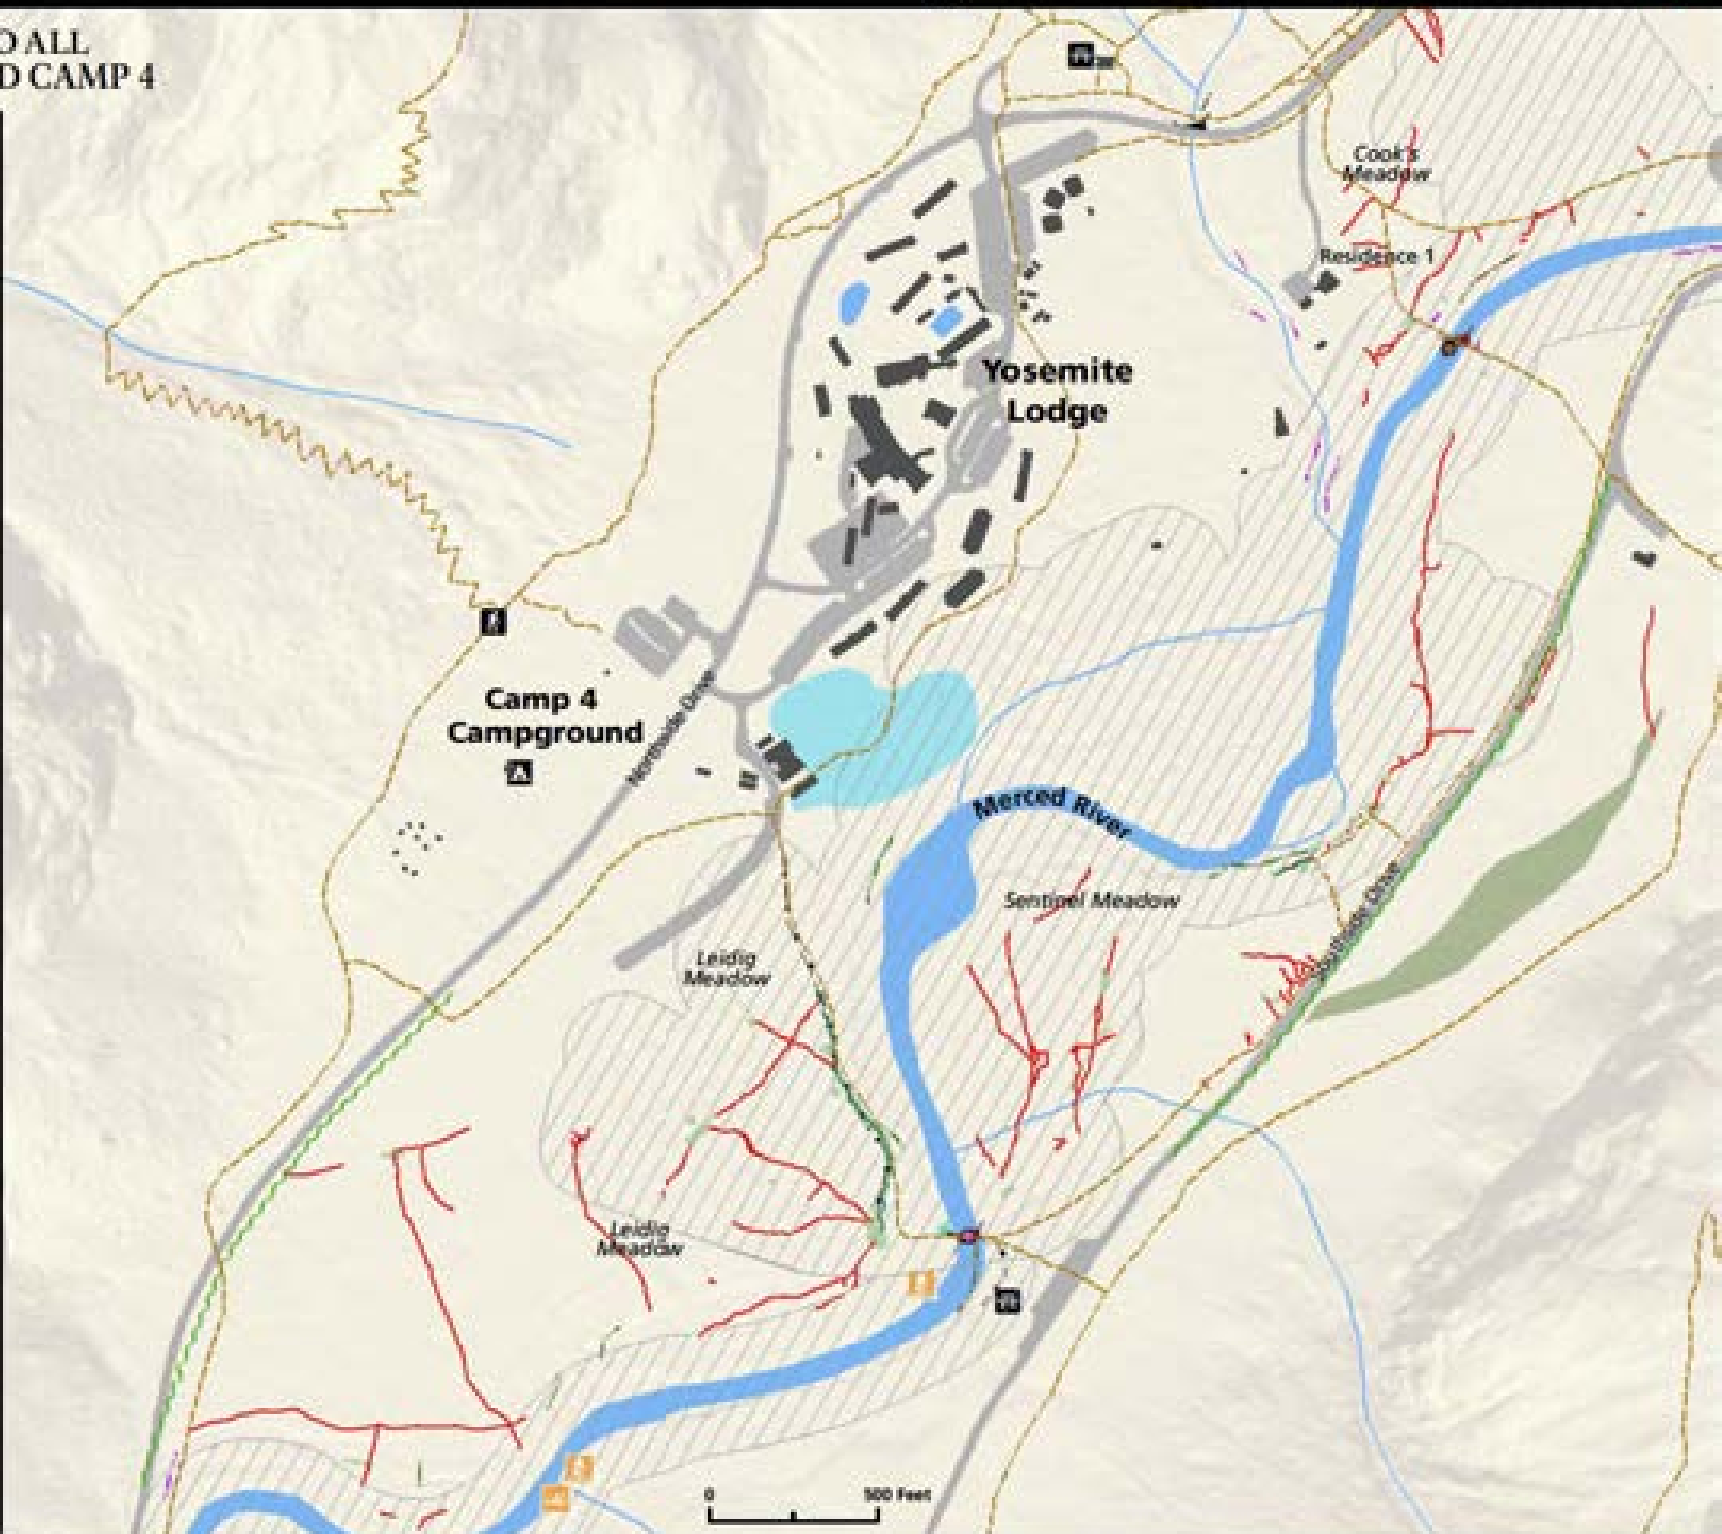 O ALL
D CAMP 4
Cook's
Meadow
Residence 1
Yosemite
Lodge
Camp 4
Campground
Northside Drive
Merced River
Sentinel Meadow
Southside Drive
Leidig
Meadow
Leidig
Meadow
0 500 Feet